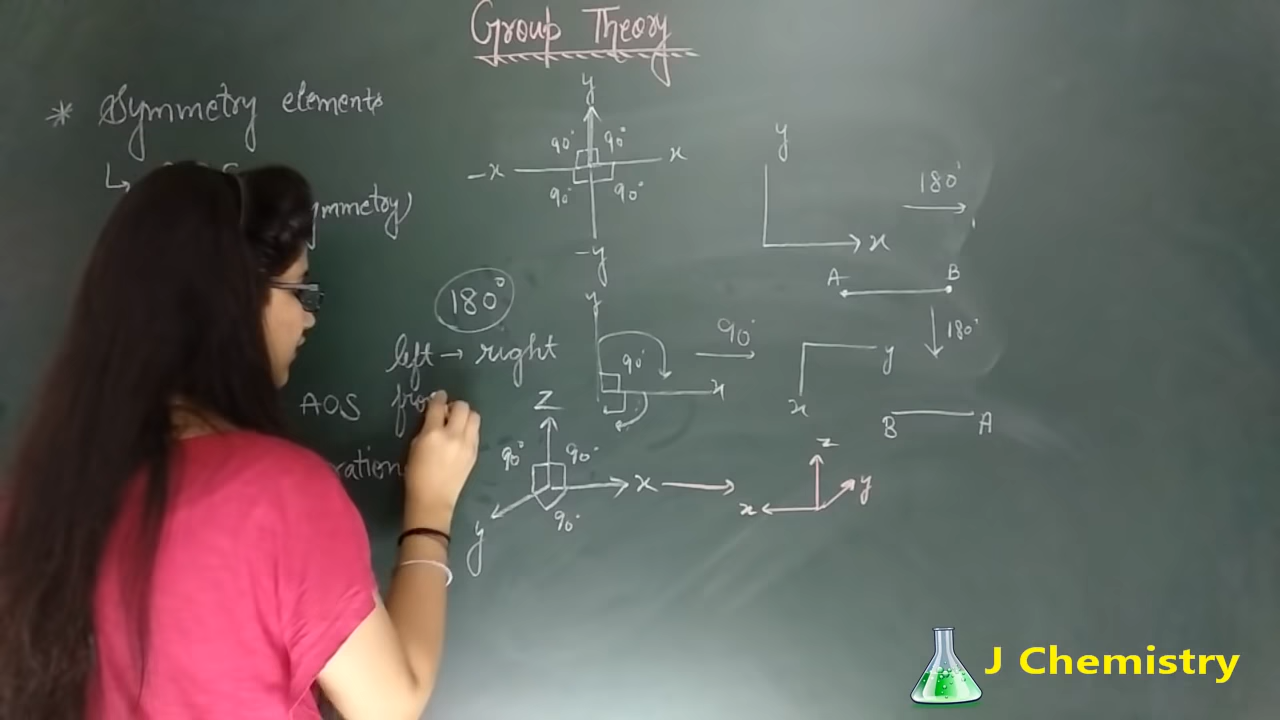 Group Theory
* Symmetry elements
↳
ymmetry)
y
90° 90°
-x x
90° 90°
-y
y
x
180°
A B
180°
B A
180°
left → right
AOS
ration
y
90°
x
90°
y
x
z
90° 90°
x
90°
y
z
y
x
J Chemistry